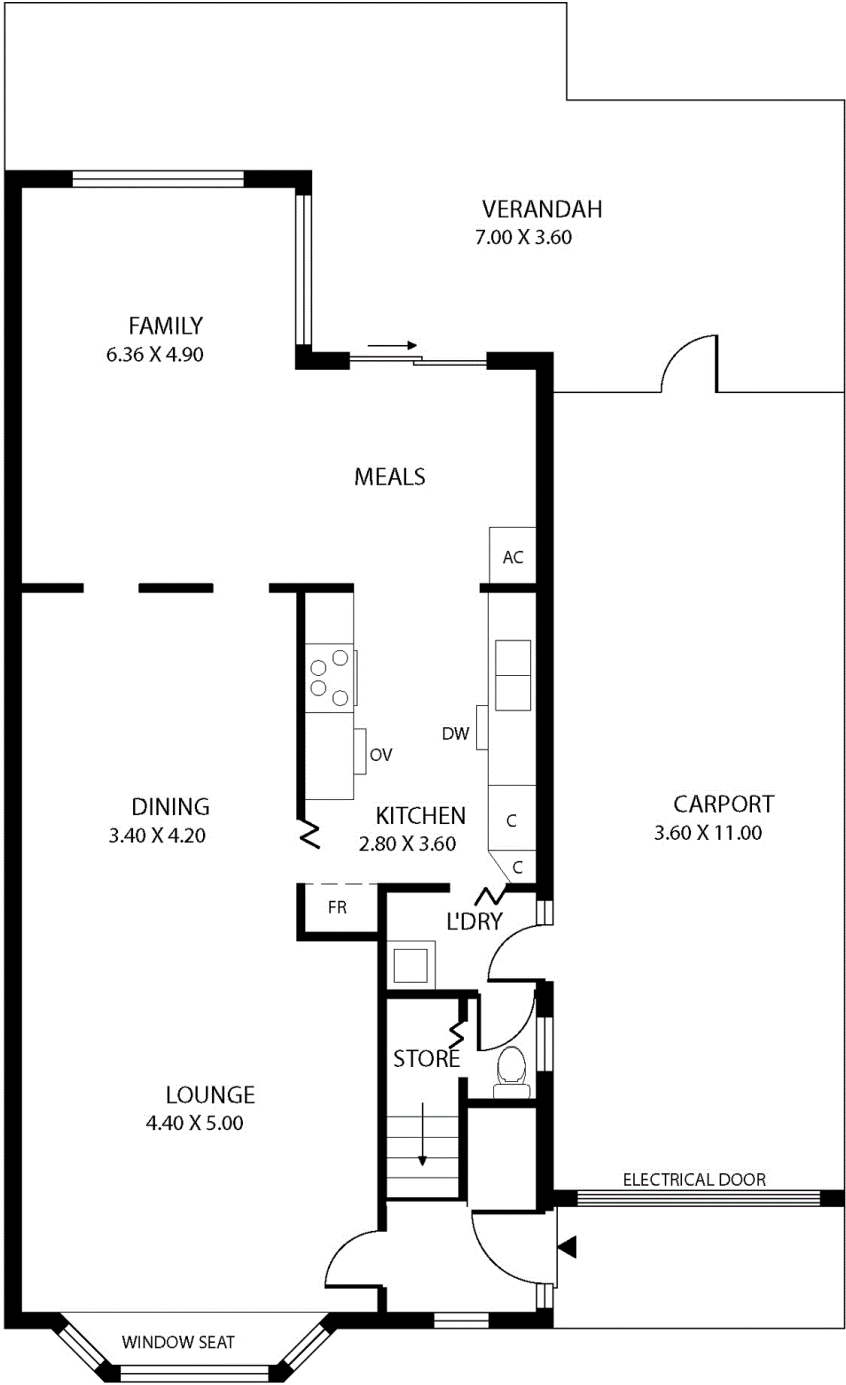 VERANDAH
7.00 X 3.60
FAMILY
6.36 X 4.90
MEALS
AC
OV
DW
DINING
3.40 X 4.20
KITCHEN
2.80 X 3.60
C
C
CARPORT
3.60 X 11.00
FR
L'DRY
STORE
LOUNGE
4.40 X 5.00
ELECTRICAL DOOR
WINDOW SEAT